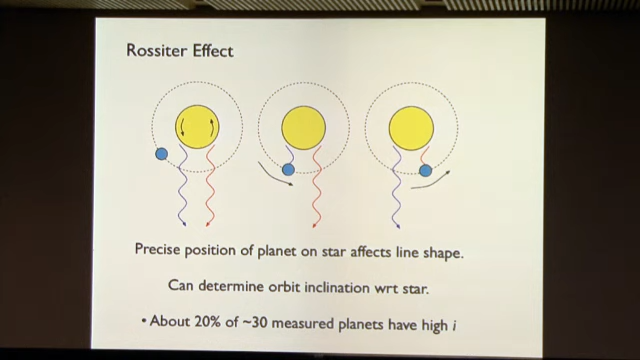 Rossiter Effect
Precise position of planet on star affects line shape.
Can determine orbit inclination wrt star.
• About 20% of ~30 measured planets have high i